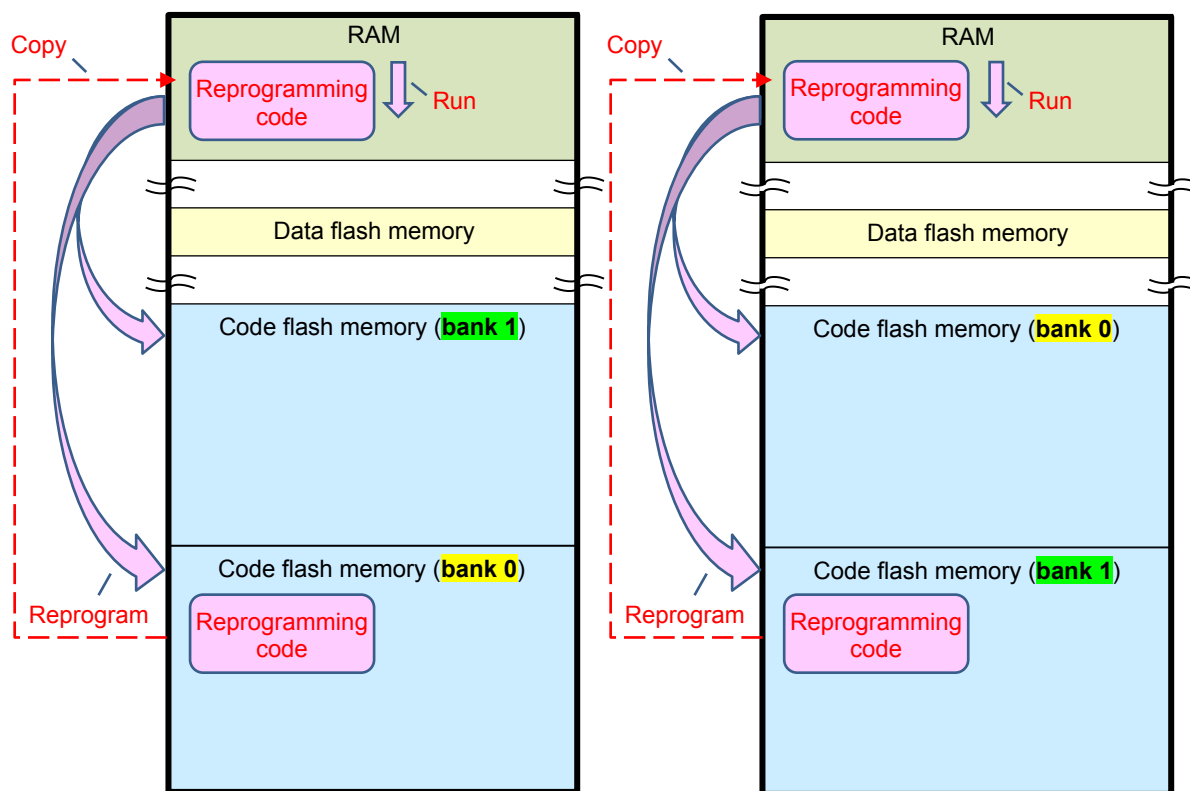 RAM
Copy
Reprogramming
code
Run
Data flash memory
Code flash memory (bank 1)
Code flash memory (bank 0)
Reprogram
Reprogramming
code
RAM
Copy
Reprogramming
code
Run
Data flash memory
Code flash memory (bank 0)
Code flash memory (bank 1)
Reprogram
Reprogramming
code